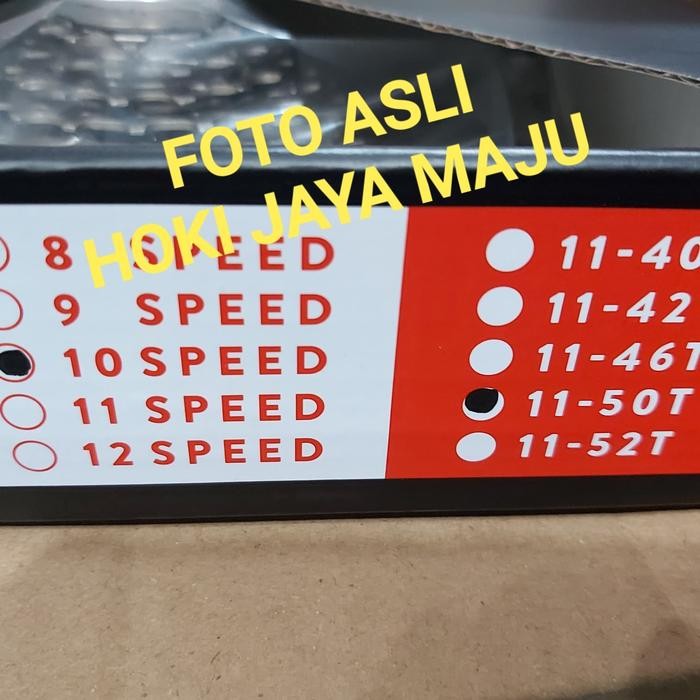 FOTO ASLI
HOKI JAYA MAJU
8 SPEED
9 SPEED
10 SPEED
11 SPEED
12 SPEED
11-40
11-42
11-46T
11-50T
11-52T